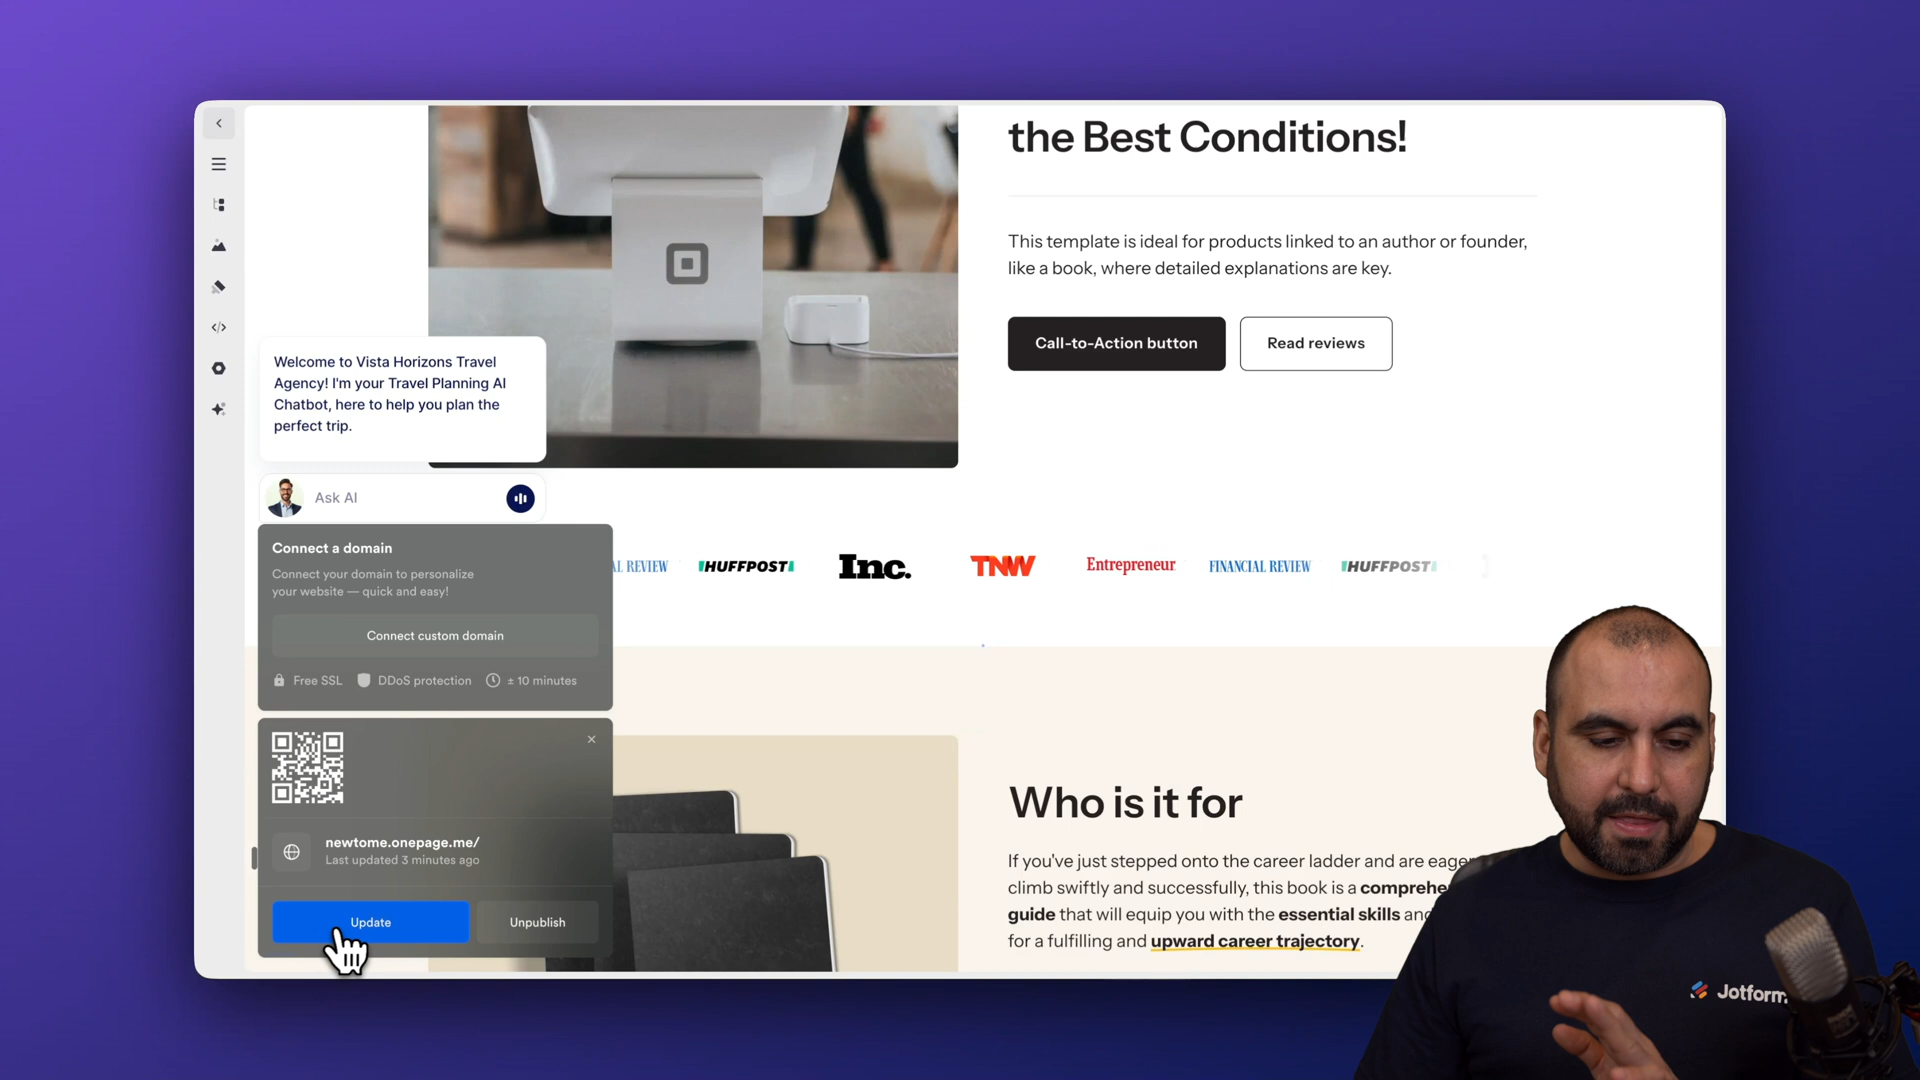 the Best Conditions!
This template is ideal for products linked to an author or founder,
like a book, where detailed explanations are key.
Call-to-Action button
Read reviews
Welcome to Vista Horizons Travel
Agency! I'm your Travel Planning AI
Chatbot, here to help you plan the
perfect trip.
Ask AI
Connect a domain
Connect your domain to personalize
your website — quick and easy!
Connect custom domain
Free SSL
DDoS protection
± 10 minutes
AL REVIEW
HUFFPOST
Inc.
TNW
Entrepreneur
FINANCIAL REVIEW
HUFFPOST
newtome.onepage.me/
Last updated 3 minutes ago
Update
Unpublish
Who is it for
If you've just stepped onto the career ladder and are eager
climb swiftly and successfully, this book is a
guide that will equip you with the essential skills and
for a fulfilling and upward career trajectory.
Jotform